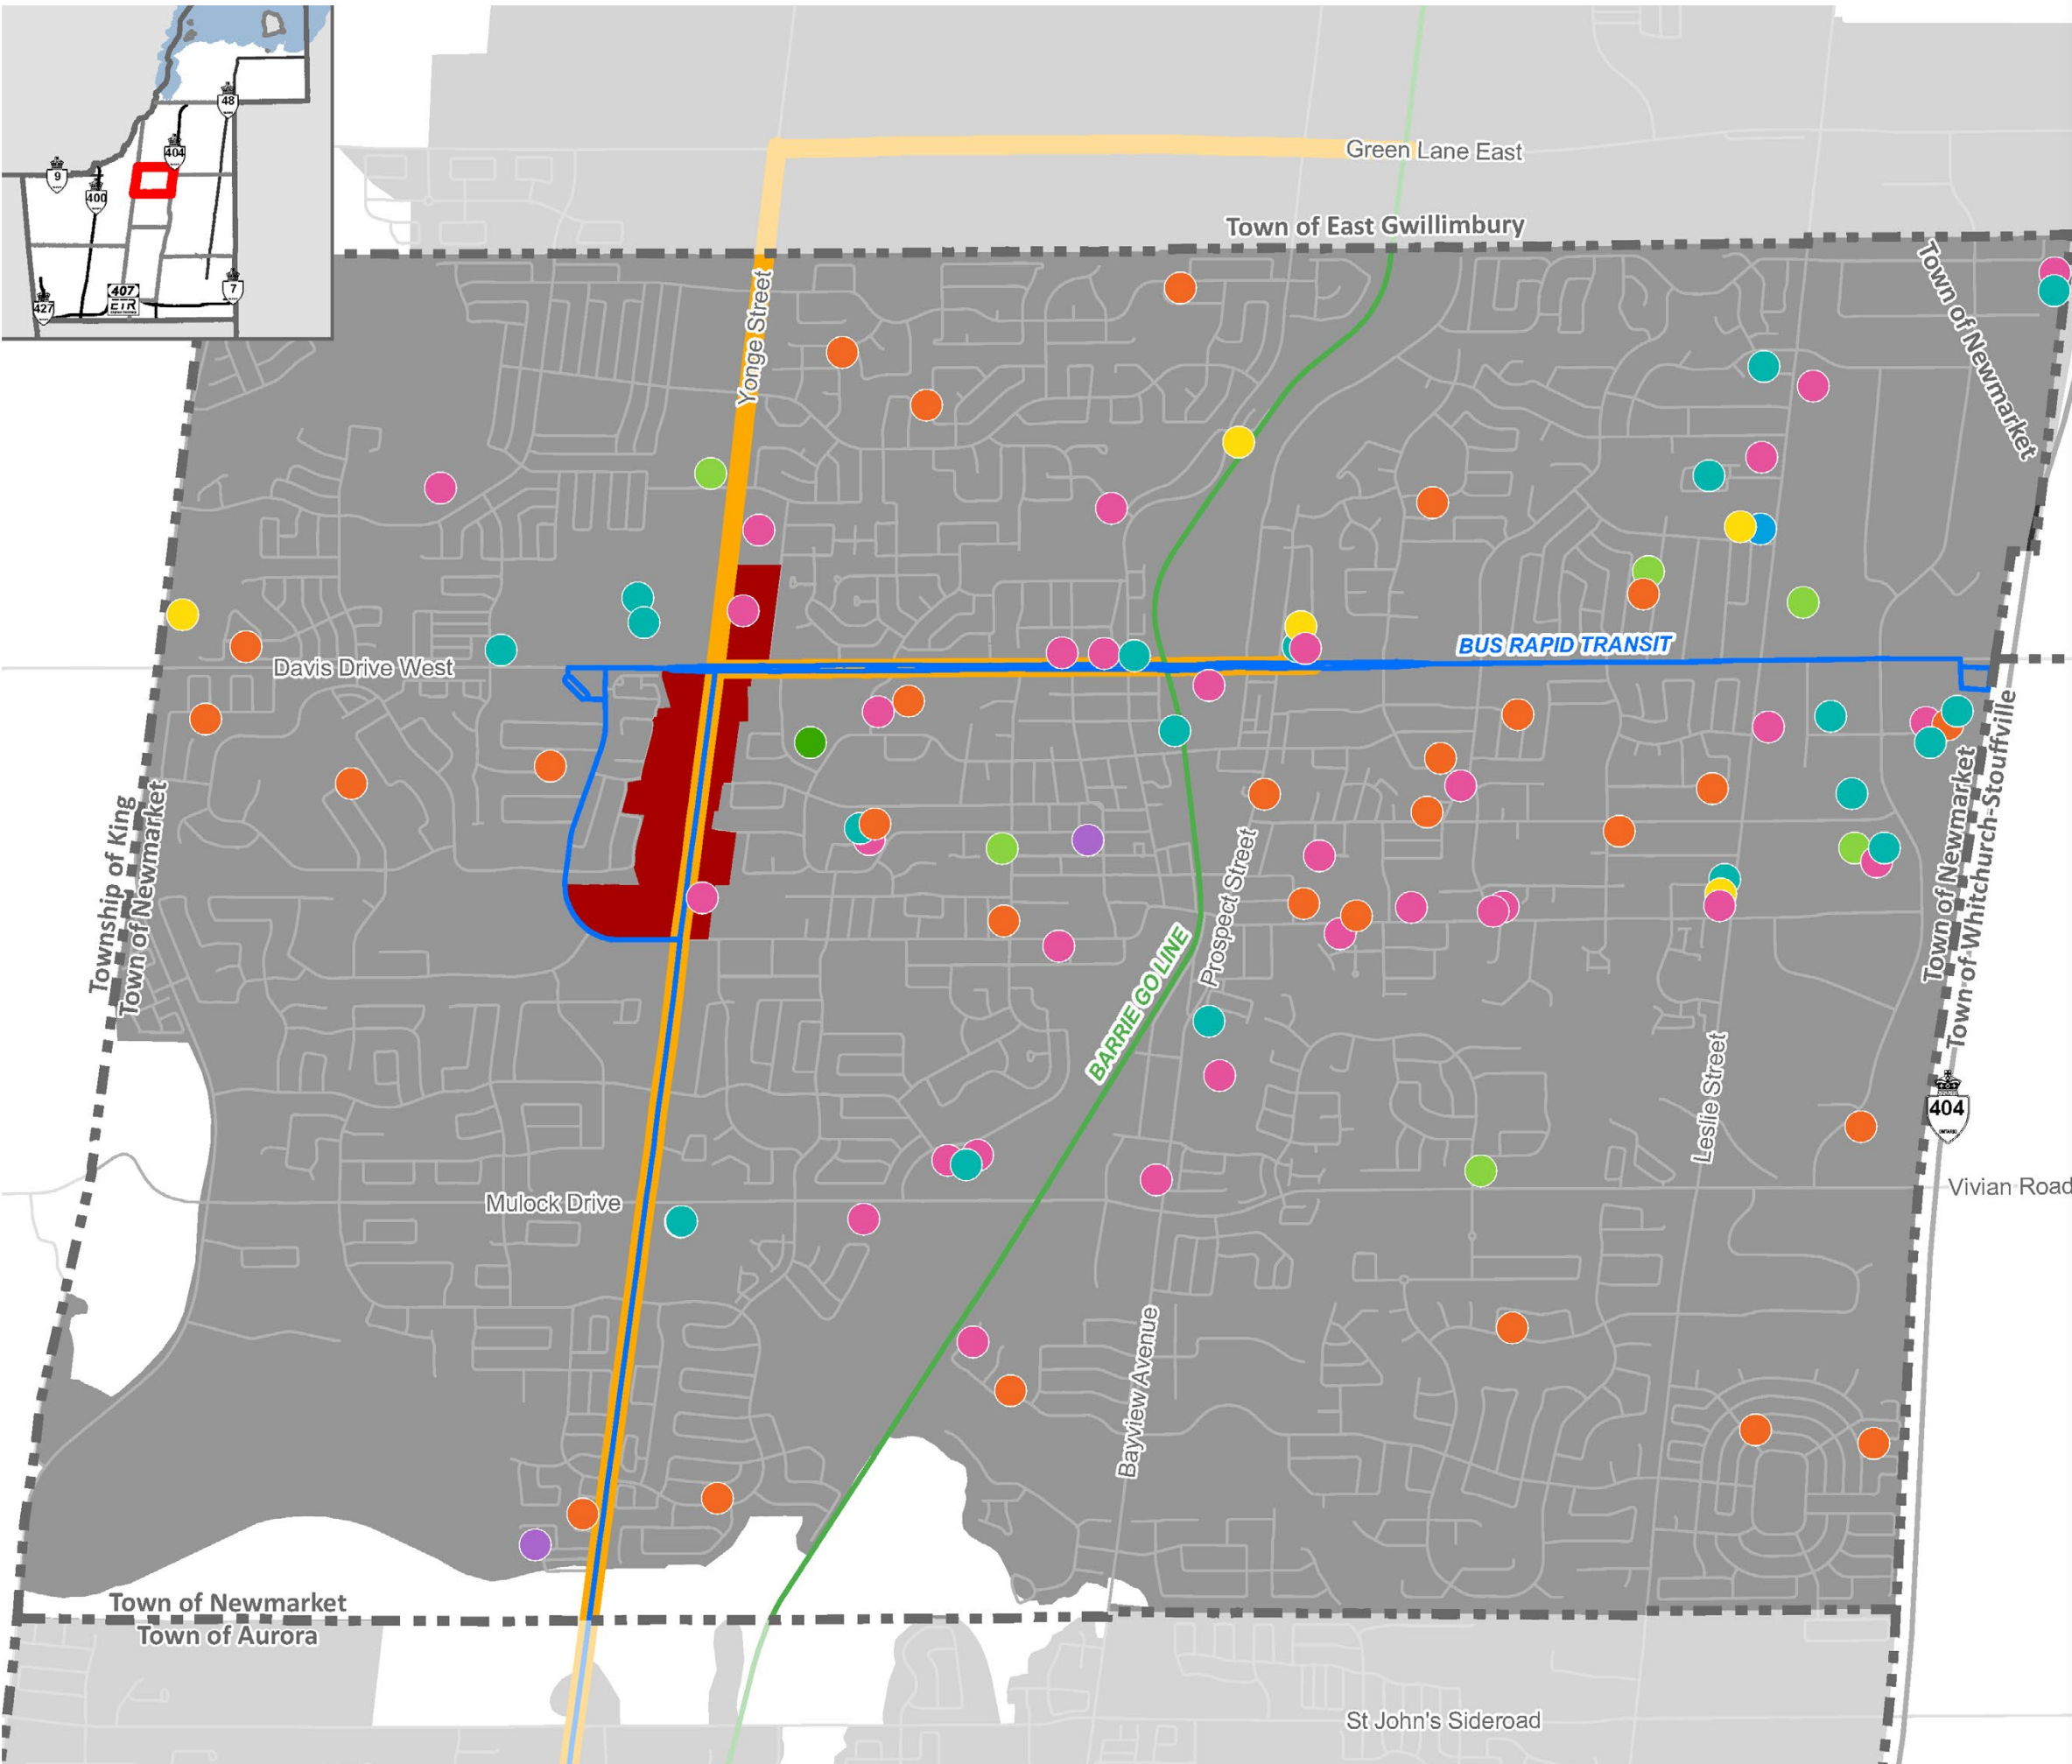 48
404
9
400
407
ETR
7
427
Green Lane East
Town of East Gwillimbury
Town of Newmarket
Yonge Street
BUS RAPID TRANSIT
Davis Drive West
Township of King
Town of Newmarket
Prospect Street
Town of Newmarket
Town of Whitchurch-Stouffville
BARRIE GO LINE
Leslie Street
404
ONTARIO
Vivian Road
Mulock Drive
Bayview Avenue
Town of Newmarket
Town of Aurora
St John's Sideroad